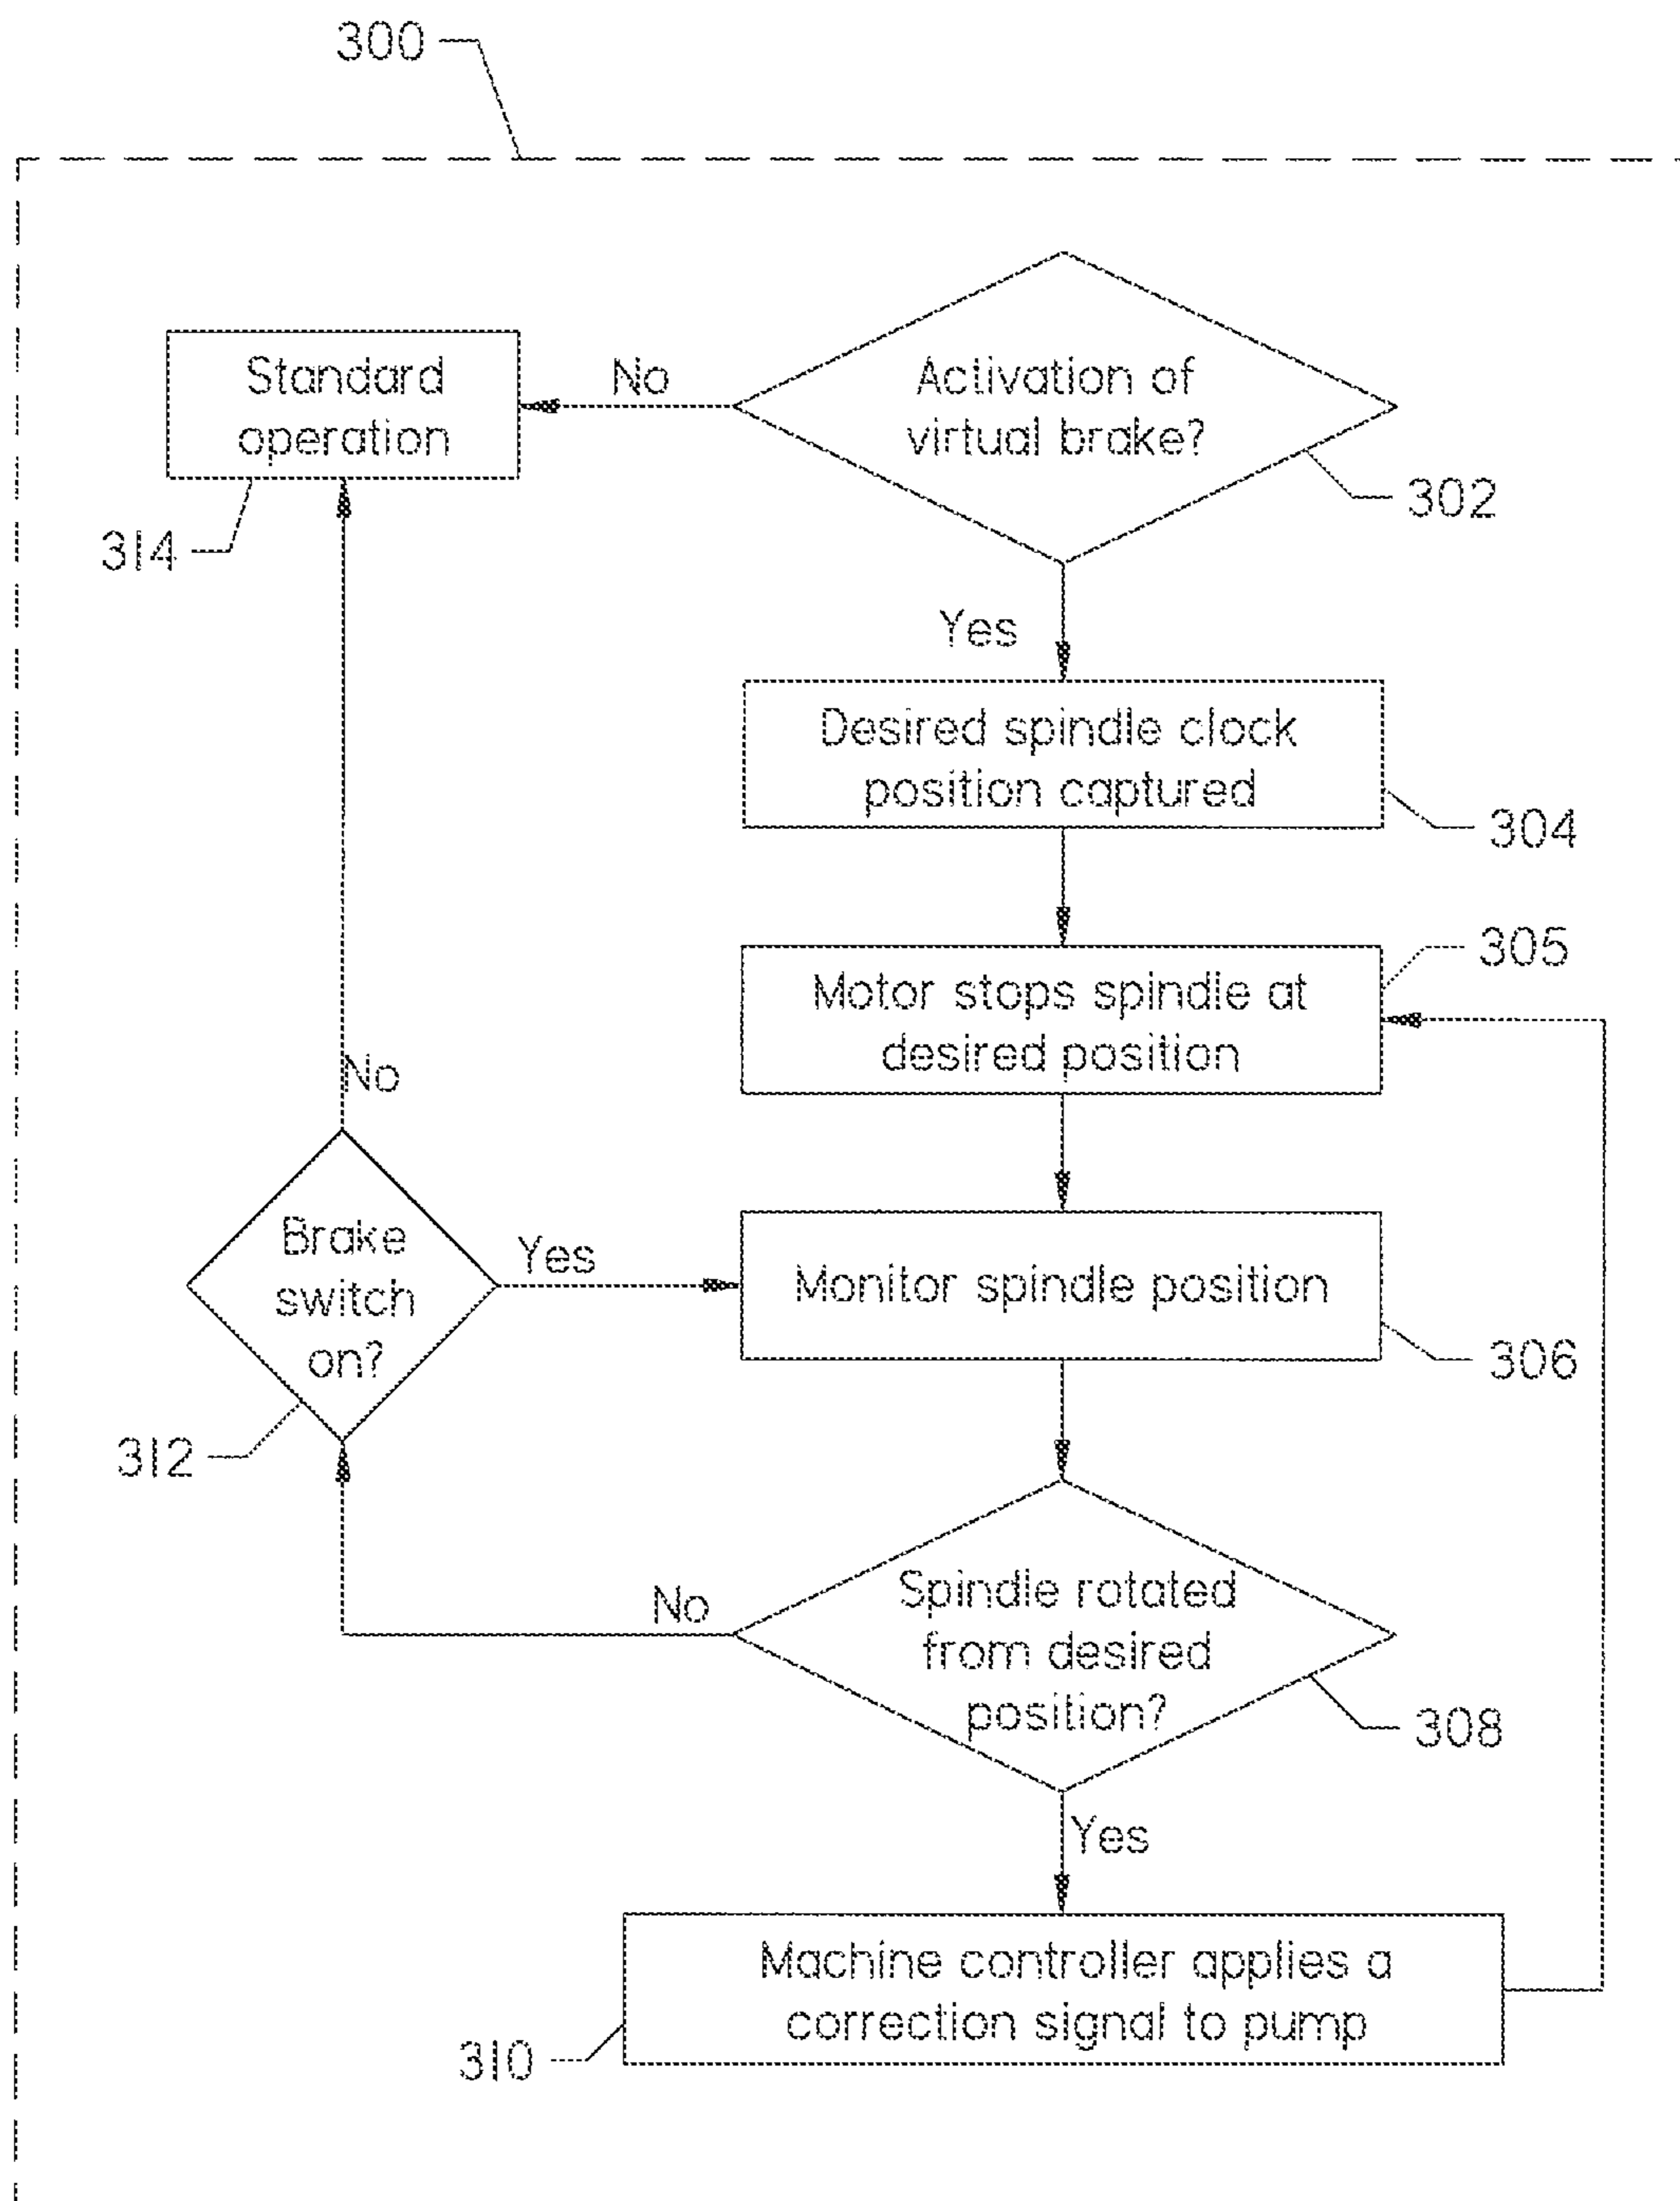 300
Activation of
virtual brake?
302
No
Standard
operation
314
Yes
Desired spindle clock
position captured
304
Motor stops spindle at
desired position
305
No
Brake
switch
on?
312
Yes
Monitor spindle position
306
Spindle rotated
from desired
position?
308
No
Yes
Machine controller applies a
correction signal to pump
310